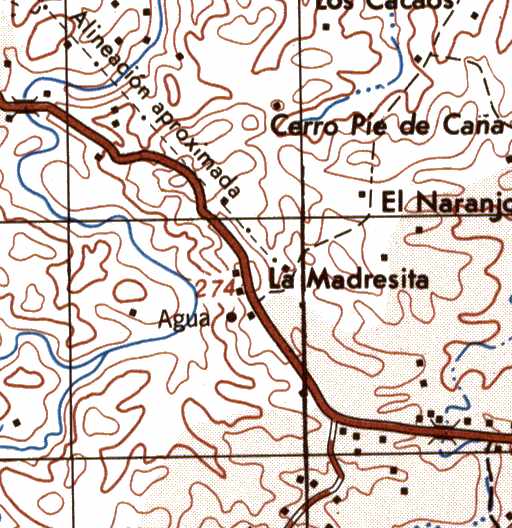 Los Cacaos
Alineación aproximada
Cerro Pie de Caña
El Naranjo
La Madresita
274
Agua